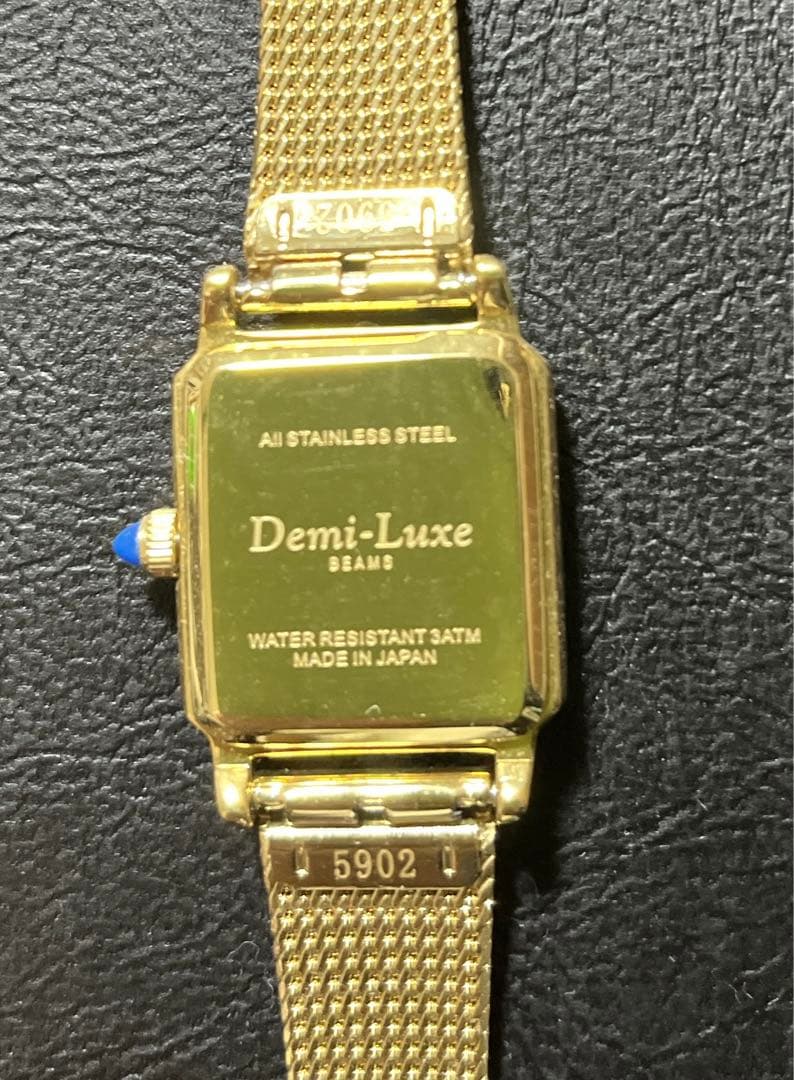 All STAINLESS STEEL
Demi-Luxe
BEAMS
WATER RESISTANT 3ATM
MADE IN JAPAN
5902